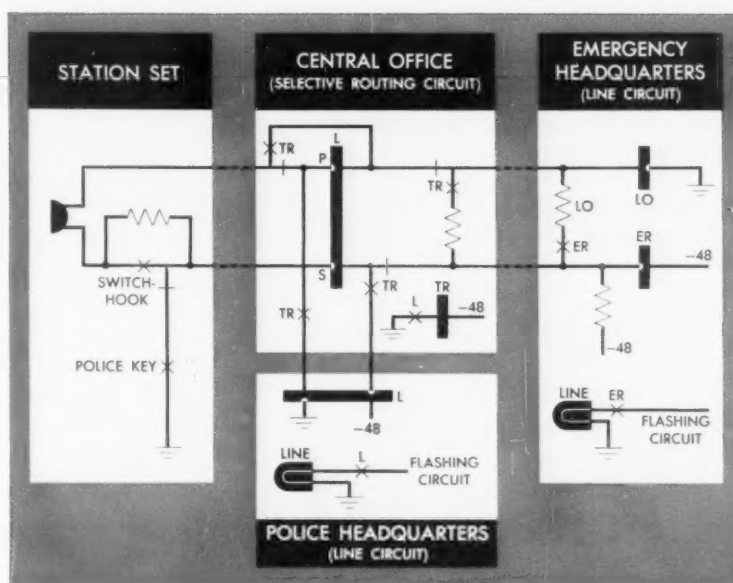 STATION SET
CENTRAL OFFICE
(SELECTIVE ROUTING CIRCUIT)
EMERGENCY
HEADQUARTERS
(LINE CIRCUIT)
TR
L
P
TR
LO
LO
ER
ER
-48
S
TR
SWITCH-
HOOK
TR
L
TR
-48
-48
POLICE KEY
L
-48
LINE
ER
FLASHING
CIRCUIT
LINE
L
FLASHING
CIRCUIT
POLICE HEADQUARTERS
(LINE CIRCUIT)